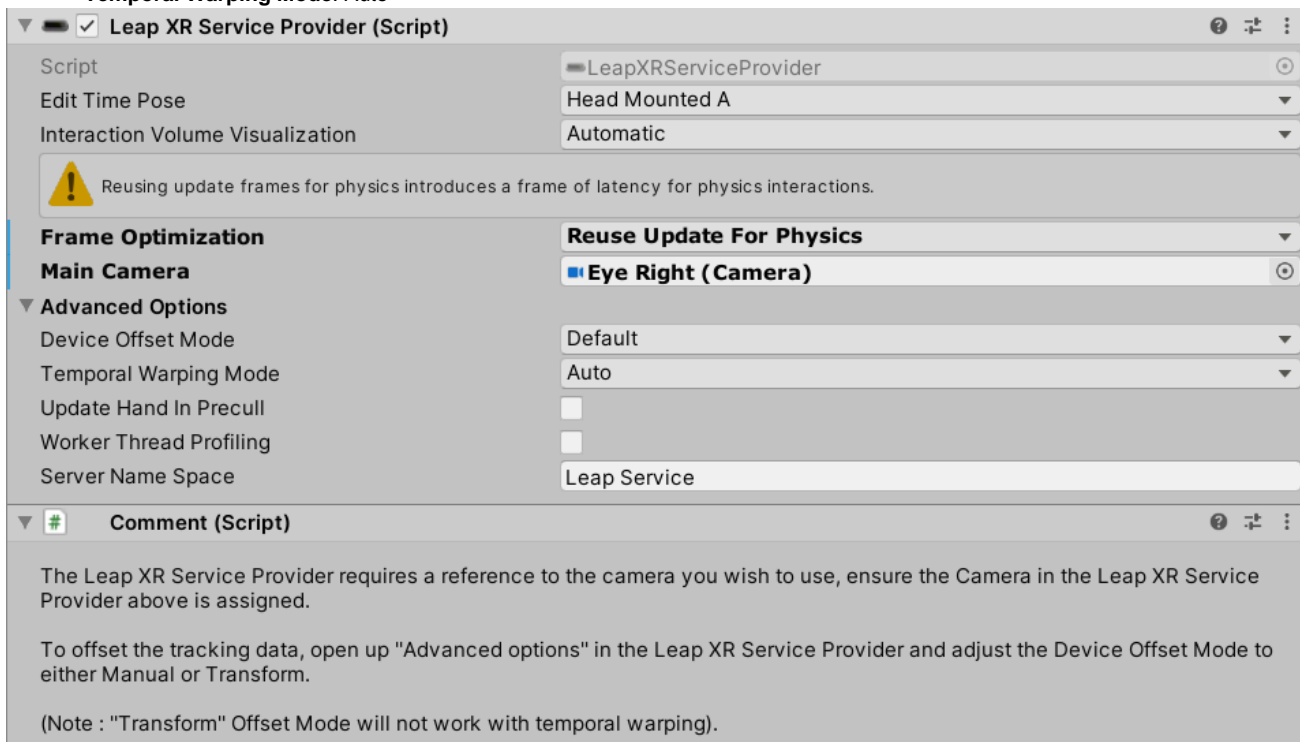 Temporal Warping Mode: Auto
Leap XR Service Provider (Script)
Script LeapXRServiceProvider
Edit Time Pose Head Mounted A
Interaction Volume Visualization Automatic
Reusing update frames for physics introduces a frame of latency for physics interactions.
Frame Optimization Reuse Update For Physics
Main Camera Eye Right (Camera)
Advanced Options
Device Offset Mode Default
Temporal Warping Mode Auto
Update Hand In Precull
Worker Thread Profiling
Server Name Space Leap Service
# Comment (Script)
The Leap XR Service Provider requires a reference to the camera you wish to use, ensure the Camera in the Leap XR Service
Provider above is assigned.
To offset the tracking data, open up "Advanced options" in the Leap XR Service Provider and adjust the Device Offset Mode to
either Manual or Transform.
(Note : "Transform" Offset Mode will not work with temporal warping).